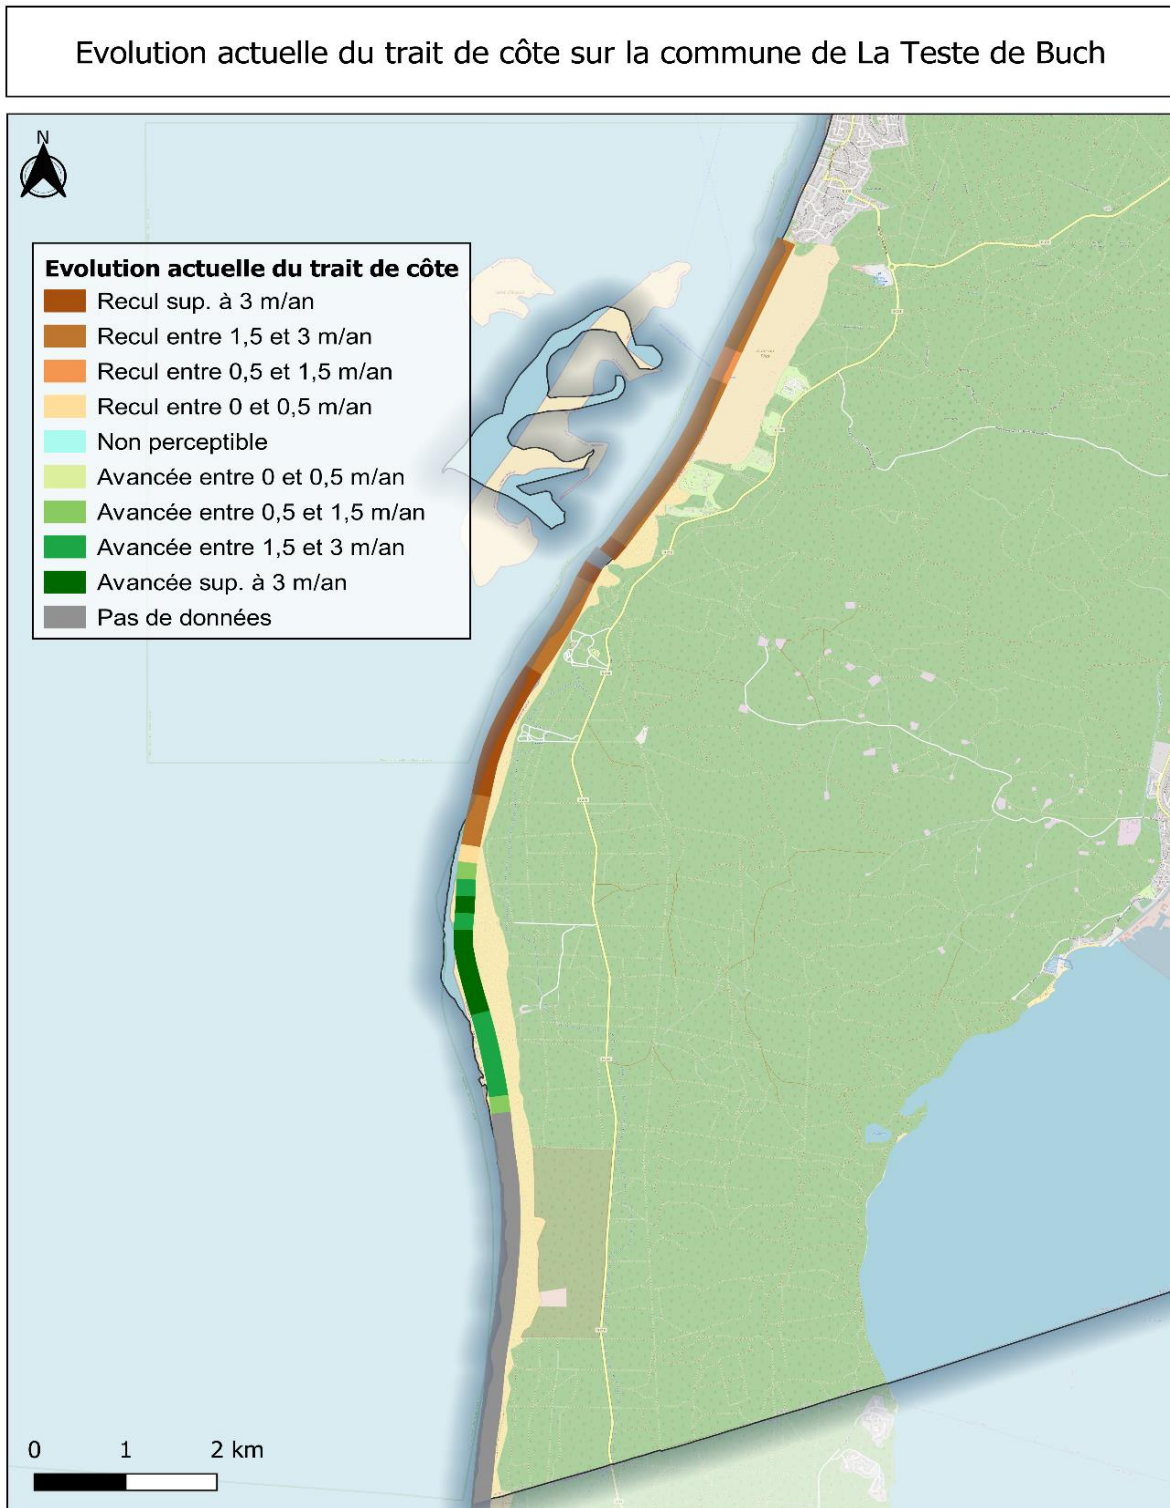 Evolution actuelle du trait de côte sur la commune de La Teste de Buch
N
Evolution actuelle du trait de côte
Recul sup. à 3 m/an
Recul entre 1,5 et 3 m/an
Recul entre 0,5 et 1,5 m/an
Recul entre 0 et 0,5 m/an
Non perceptible
Avancée entre 0 et 0,5 m/an
Avancée entre 0,5 et 1,5 m/an
Avancée entre 1,5 et 3 m/an
Avancée sup. à 3 m/an
Pas de données
0 1 2 km